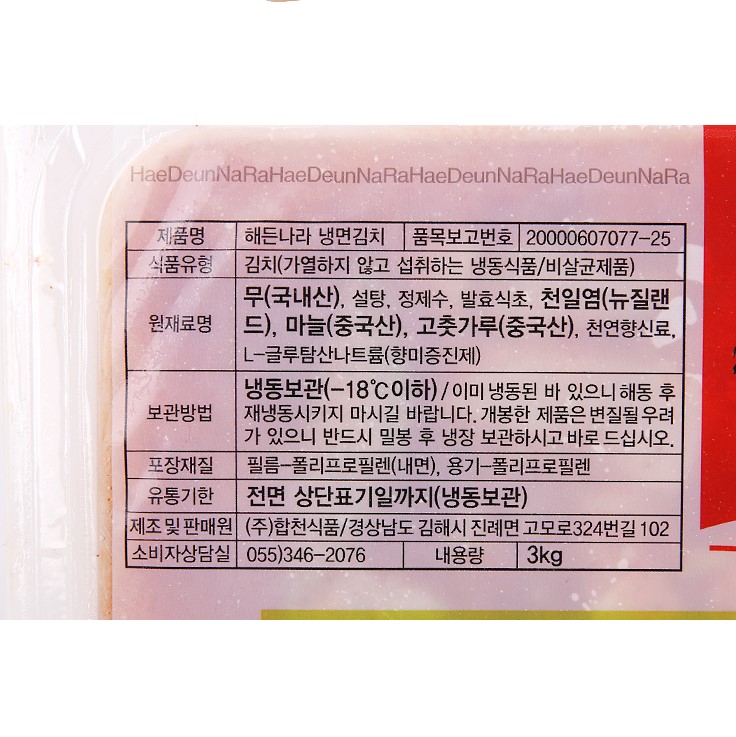 HaeDeunNaRaHaeDeunNaRaHaeDeunNaRaHaeDeunNaRa
제품명 해든나라 냉면김치 품목보고번호 20000607077-25
식품유형 김치(가열하지 않고 섭취하는 냉동식품/비살균제품)
원재료명 무(국내산), 설탕, 정제수, 발효식초, 천일염(뉴질랜
드), 마늘(중국산), 고춧가루(중국산), 천연향신료,
L-글루탐산나트륨(향미증진제)
보관방법 냉동보관(-18℃이하)/이미 냉동된 바 있으니 해동 후
재냉동시키지 마시길 바랍니다. 개봉한 제품은 변질될 우려
가 있으니 반드시 밀봉 후 냉장 보관하시고 바로 드십시오.
포장재질 필름-폴리프로필렌(내면), 용기-폴리프로필렌
유통기한 전면 상단표기일까지(냉동보관)
제조 및 판매원 (주)합천식품/경상남도 김해시 진례면 고모로324번길 102
소비자상담실 055)346-2076 내용량 3kg